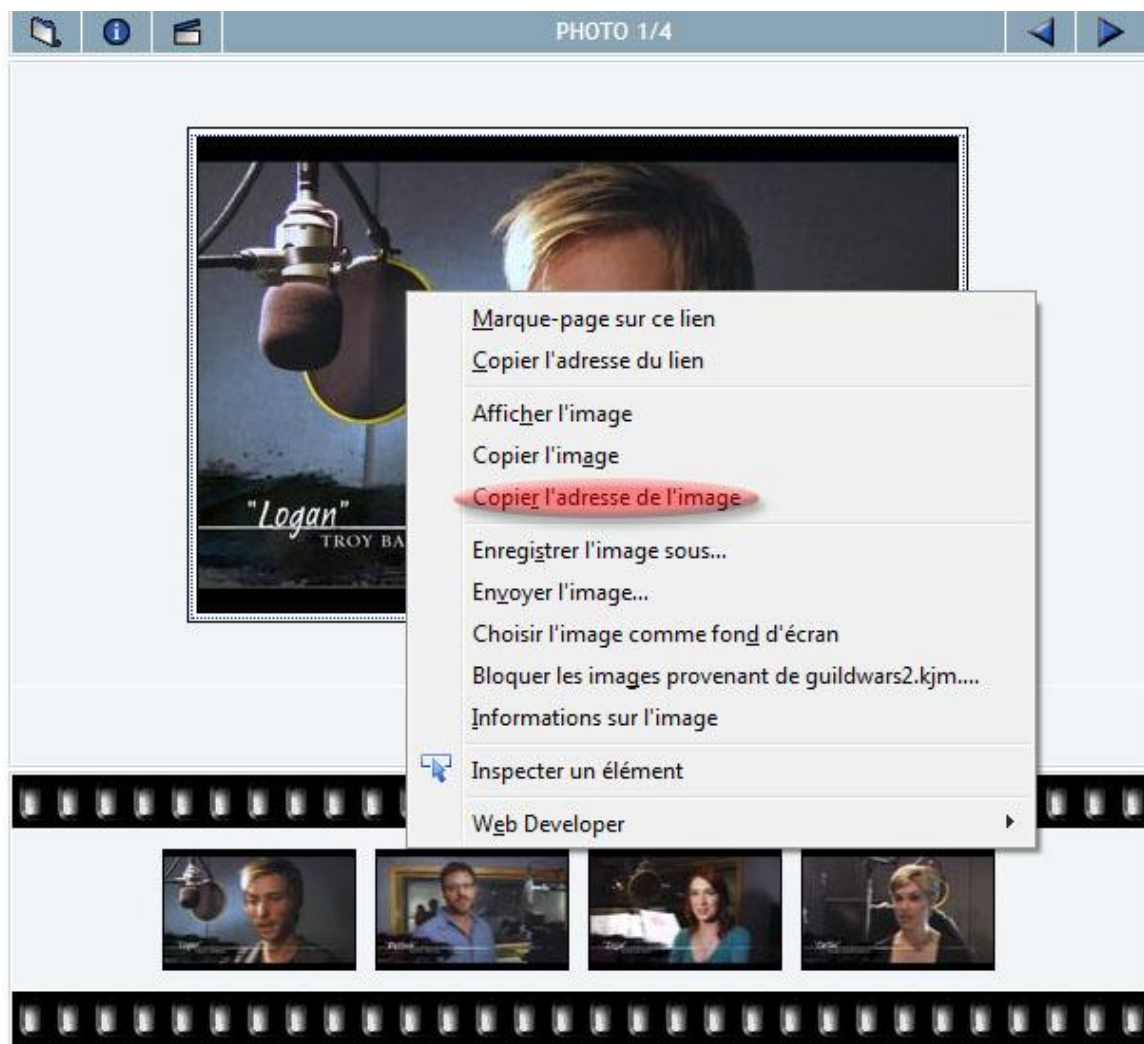 PHOTO 1/4
Marque-page sur ce lien
Copier l'adresse du lien
Afficher l'image
Copier l'image
Copier l'adresse de l'image
"Logan"
TROY BA
Enregistrer l'image sous...
Envoyer l'image...
Choisir l'image comme fond d'écran
Bloquer les images provenant de guildwars2.kjm....
Informations sur l'image
Inspecter un élément
Web Developer